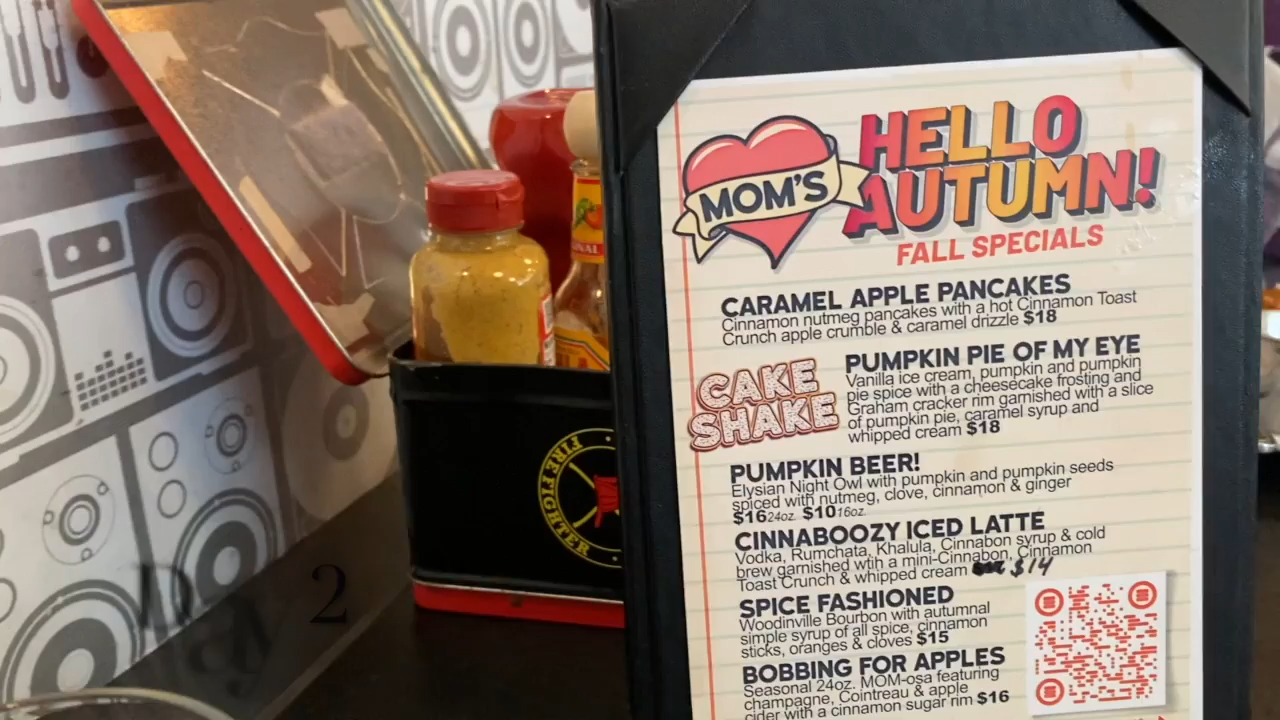 HELLO
AUTUMN!
MOM'S
FALL SPECIALS
CARAMEL APPLE PANCAKES
Cinnamon nutmeg pancakes with a hot Cinnamon Toast
Crunch apple crumble & caramel drizzle $18
CAKE
SHAKE
PUMPKIN PIE OF MY EYE
Vanilla ice cream, pumpkin and pumpkin
pie spice with a cheesecake frosting and
Graham cracker rim garnished with a slice
of pumpkin pie, caramel syrup and
whipped cream $18
PUMPKIN BEER!
Elysian Night Owl with pumpkin and pumpkin seeds
spiced with nutmeg, clove, cinnamon & ginger
$16 24oz. $10 16oz.
CINNABOOZY ICED LATTE
Vodka, Rumchata, Khalula, Cinnabon syrup & cold
brew garnished wtih a mini-Cinnabon, Cinnamon
Toast Crunch & whipped cream $14
SPICE FASHIONED
Woodinville Bourbon with autumnal
simple syrup of all spice, cinnamon
sticks, oranges & cloves $15
BOBBING FOR APPLES
Seasonal 24oz. MOM-osa featuring
champagne, Cointreau & apple
cider with a cinnamon sugar rim $16
FIRE FIGHTER
INAL
Day 2